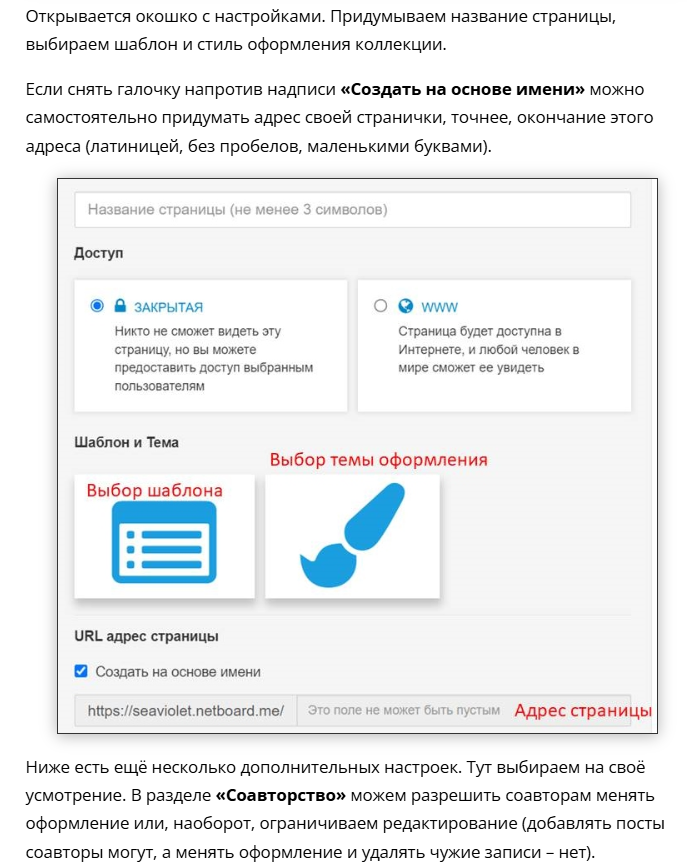 Открывается окошко с настройками. Придумываем название страницы,
выбираем шаблон и стиль оформления коллекции.
Если снять галочку напротив надписи «Создать на основе имени» можно
самостоятельно придумать адрес своей странички, точнее, окончание этого
адреса (латиницей, без пробелов, маленькими буквами).
Название страницы (не менее 3 символов)
Доступ
ЗАКРЫТАЯ
Никто не сможет видеть эту
страницу, но вы можете
предоставить доступ выбранным
пользователям
WWW
Страница будет доступна в
Интернете, и любой человек в
мире сможет ее увидеть
Шаблон и Тема
Выбор темы оформления
Выбор шаблона
URL адрес страницы
Создать на основе имени
https://seaviolet.netboard.me/ Это поле не может быть пустым Адрес страницы
Ниже есть ещё несколько дополнительных настроек. Тут выбираем на своё
усмотрение. В разделе «Соавторство» можем разрешить соавторам менять
оформление или, наоборот, ограничиваем редактирование (добавлять посты
соавторы могут, а менять оформление и удалять чужие записи – нет).